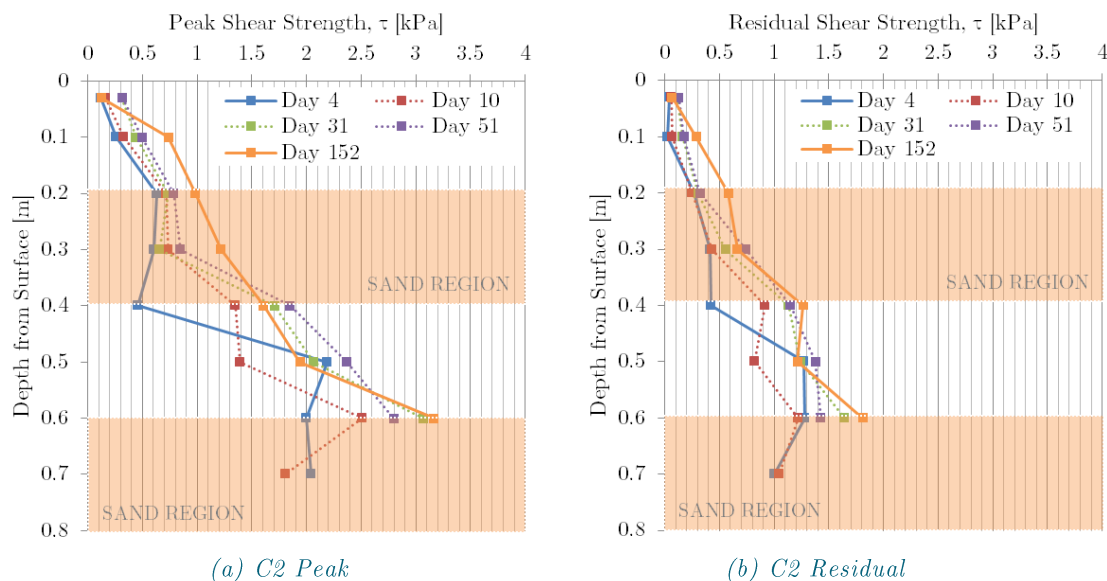 Peak Shear Strength, τ [kPa]
0 0.5 1 1.5 2 2.5 3 3.5 4
0
0.1
0.2
0.3
0.4
0.5
0.6
0.7
0.8
Depth from Surface [m]
Day 4 Day 10
Day 31 Day 51
Day 152
SAND REGION
SAND REGION
(a) C2 Peak
Residual Shear Strength, τ [kPa]
0 0.5 1 1.5 2 2.5 3 3.5 4
0
0.1
0.2
0.3
0.4
0.5
0.6
0.7
0.8
Depth from Surface [m]
Day 4 Day 10
Day 31 Day 51
Day 152
SAND REGION
SAND REGION
(b) C2 Residual